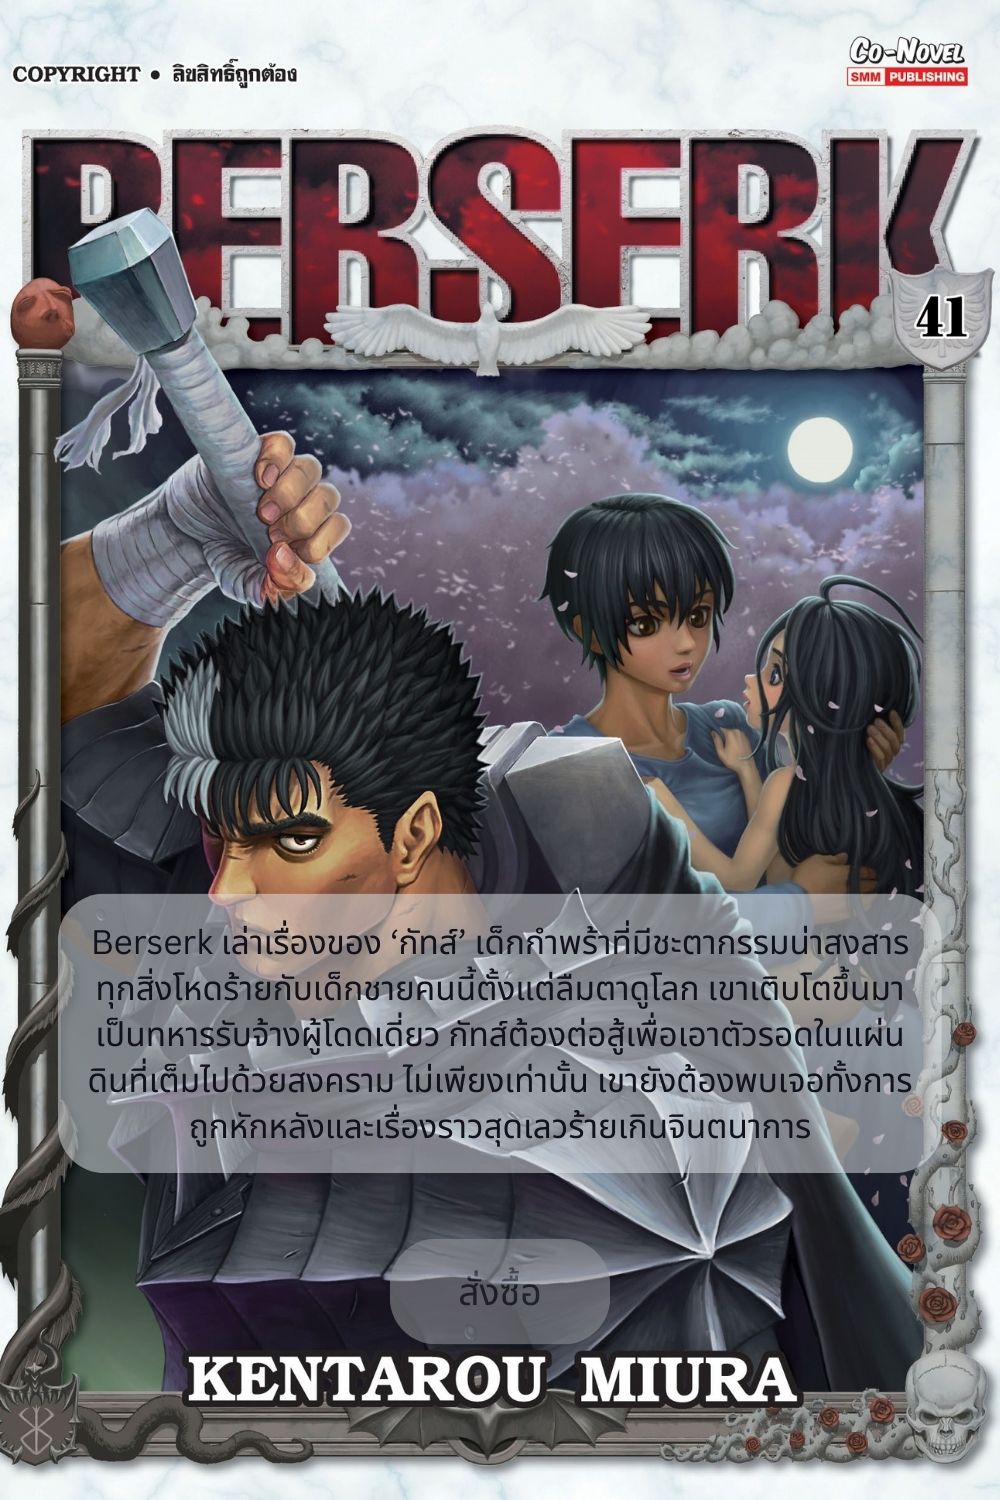 COPYRIGHT • ลิขสิทธิ์ถูกต้อง
CO-NOVEL
SMM PUBLISHING
BERSERK
41
Berserk เล่าเรื่องของ ‘กัทส์’ เด็กกำพร้าที่มีชะตากรรมน่าสงสาร
ทุกสิ่งโหดร้ายกับเด็กชายคนนี้ตั้งแต่ลืมตาดูโลก เขาเติบโตขึ้นมา
เป็นทหารรับจ้างผู้โดดเดี่ยว กัทส์ต้องต่อสู้เพื่อเอาตัวรอดในแผ่น
ดินที่เต็มไปด้วยสงคราม ไม่เพียงเท่านั้น เขายังต้องพบเจอทั้งการ
ถูกหักหลังและเรื่องราวสุดเลวร้ายเกินจินตนาการ
สั่งซื้อ
KENTAROU MIURA